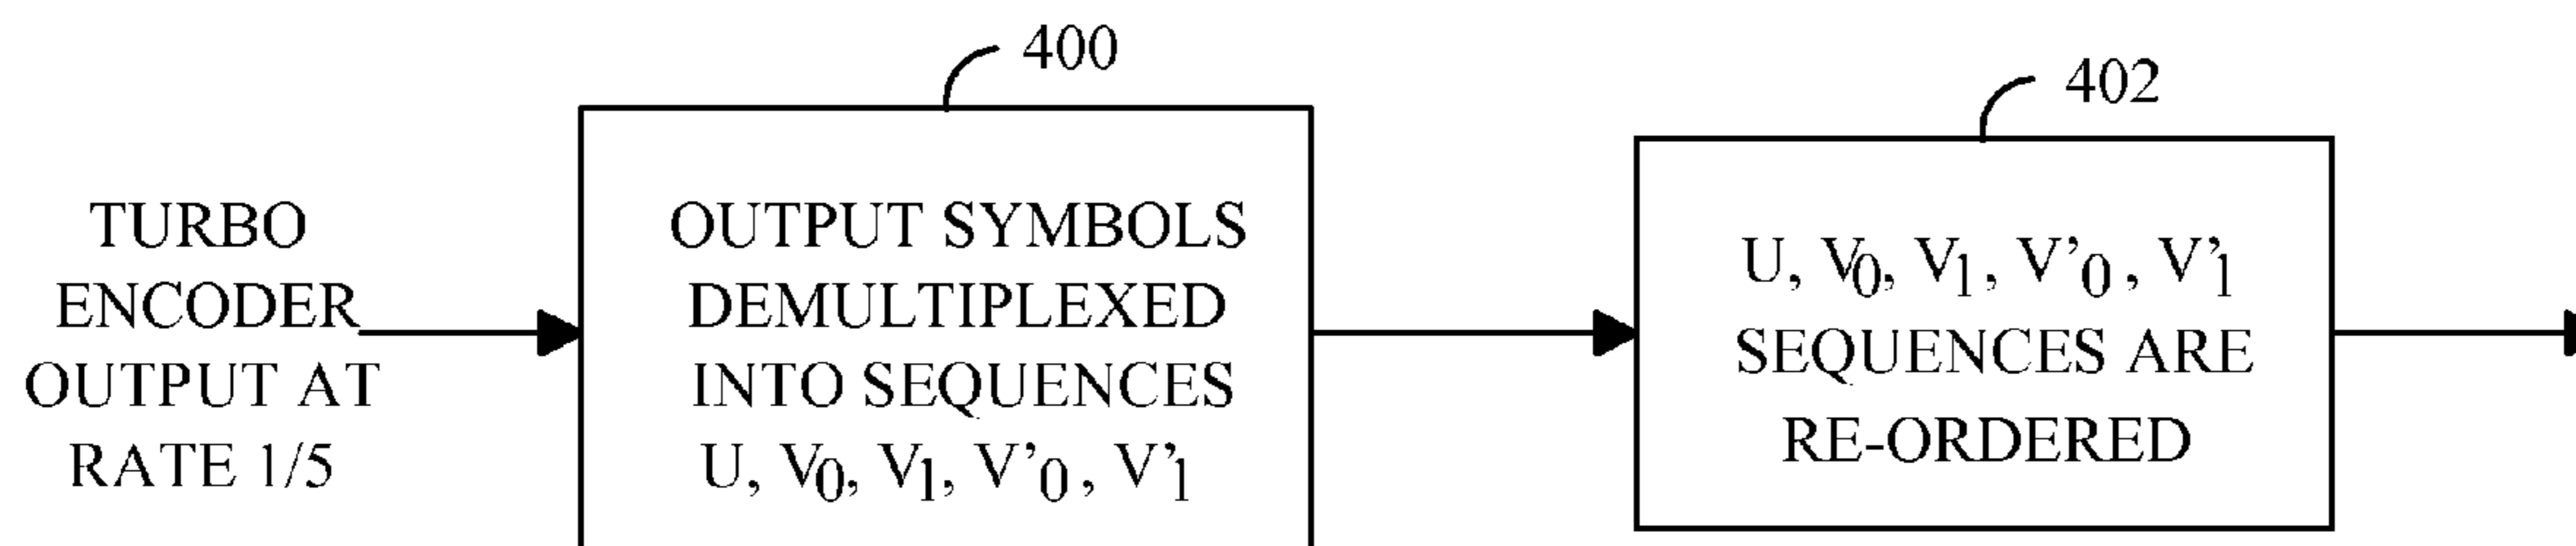 400
402
TURBO
ENCODER
OUTPUT AT
RATE 1/5
OUTPUT SYMBOLS
DEMULTIPLEXED
INTO SEQUENCES
U, V₀, V₁, V'₀, V'₁
U, V₀, V₁, V'₀, V'₁
SEQUENCES ARE
RE-ORDERED